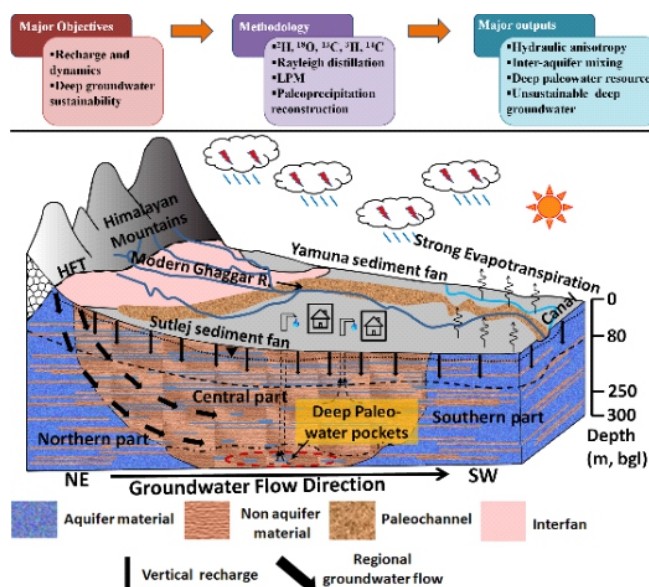 Major Objectives
▪Recharge and
dynamics
▪Deep groundwater
sustainability
Methodology
▪²H, ¹⁸O, ¹³C, ³H, ¹⁴C
▪Rayleigh distillation
▪LPM
▪Paleoprecipitation
reconstruction
Major outputs
▪Hydraulic anisotropy
▪Inter-aquifer mixing
▪Deep paleowater resource
▪Unsustainable deep
groundwater
Himalayan
Mountains
HFT
Modern Ghaggar R.
Yamuna sediment fan
Strong Evapotranspiration
Canal
Sutlej sediment fan
0
80
250
300
Depth
(m, bgl)
Central part
Northern part
Southern part
Deep Paleo-
water pockets
NE
SW
Groundwater Flow Direction
Aquifer material
Non aquifer
material
Paleochannel
Interfan
Vertical recharge
Regional
groundwater flow